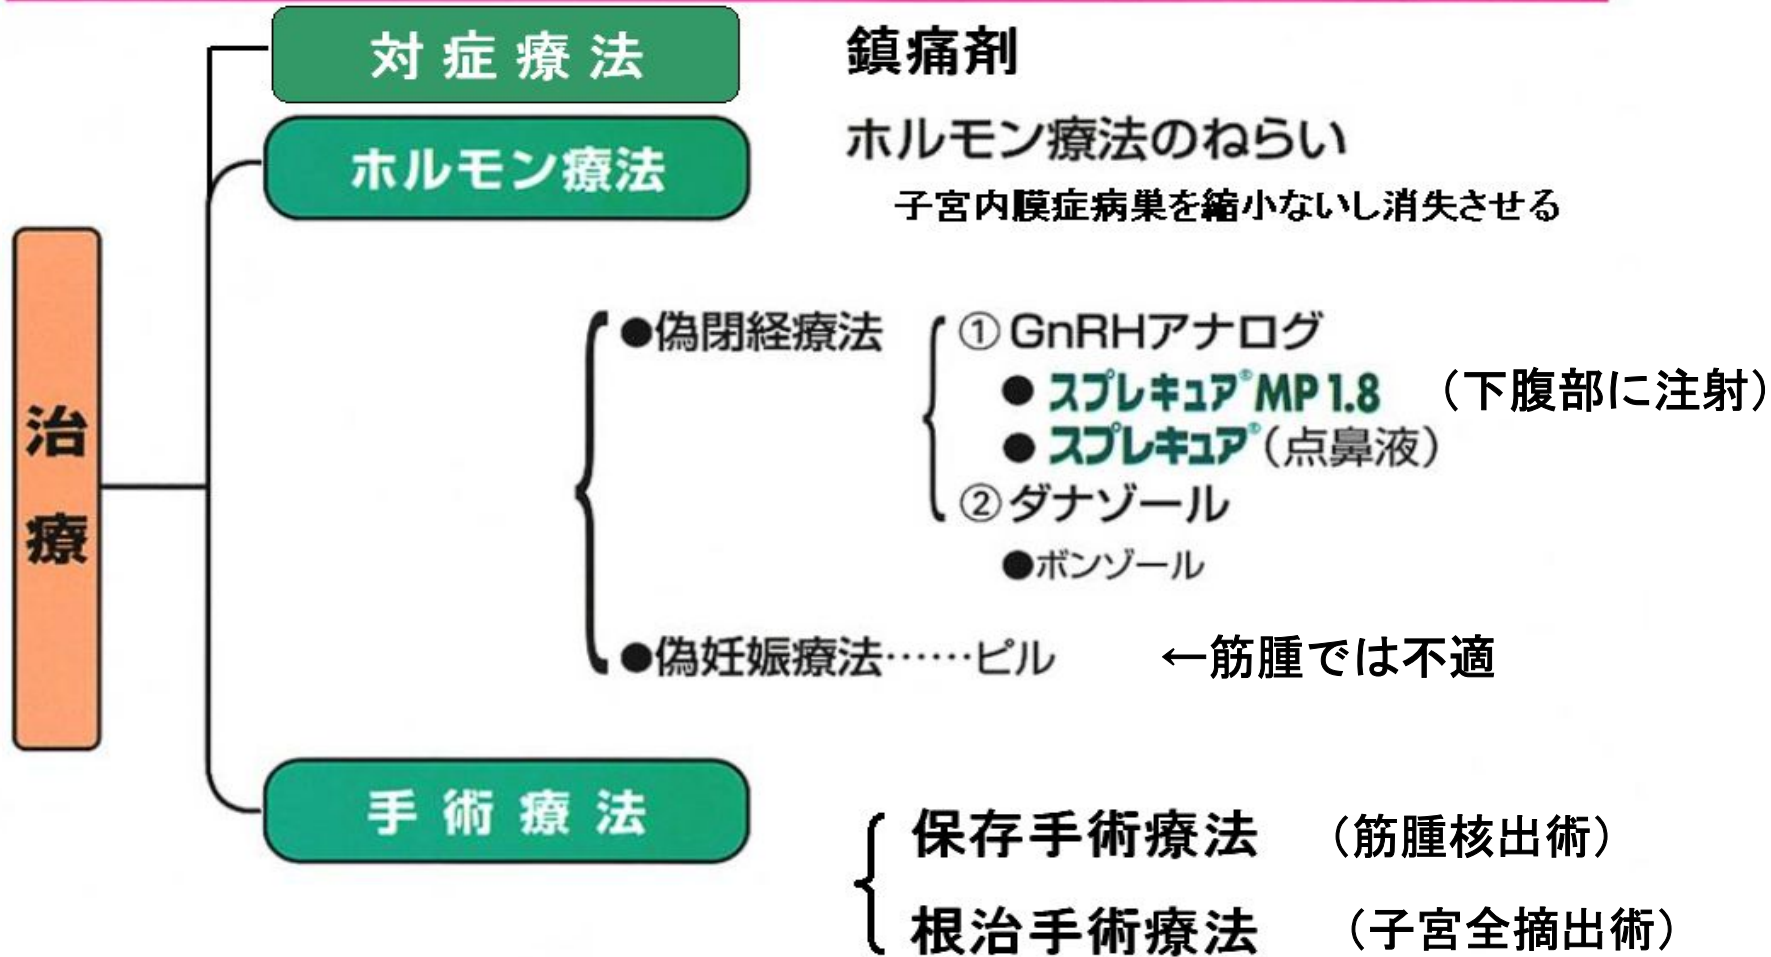 対症療法
鎮痛剤
ホルモン療法
ホルモン療法のねらい
子宮内膜症病巣を縮小ないし消失させる
治療
●偽閉経療法
①GnRHアナログ
●スプレキュア®MP1.8 （下腹部に注射）
●スプレキュア®（点鼻液）
②ダナゾール
●ボンゾール
●偽妊娠療法……ピル ←筋腫では不適
手術療法
保存手術療法 （筋腫核出術）
根治手術療法 （子宮全摘出術）